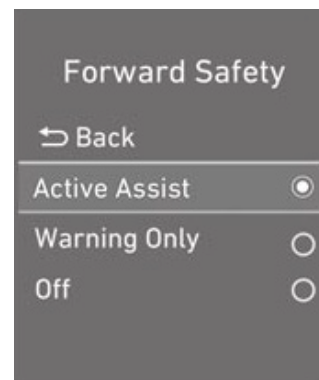 Forward Safety
Back
Active Assist
Warning Only
Off